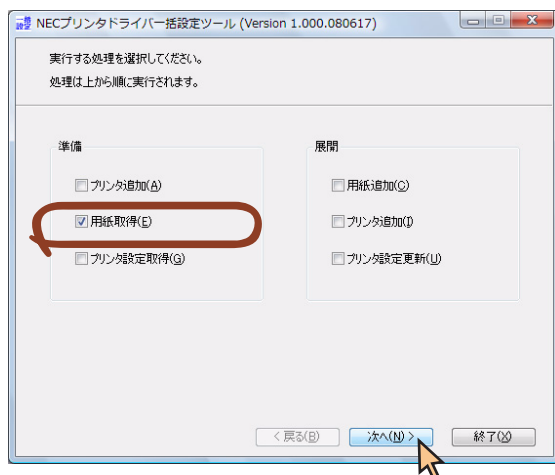 NECプリンタドライバー括設定ツール (Version 1.000.080617)
実行する処理を選択してください。
処理は上から順に実行されます。
準備
プリンタ追加(A)
用紙取得(E)
プリンタ設定取得(G)
展開
用紙追加(C)
プリンタ追加(I)
プリンタ設定更新(U)
< 戻る(B)
次へ(N) >
終了(X)